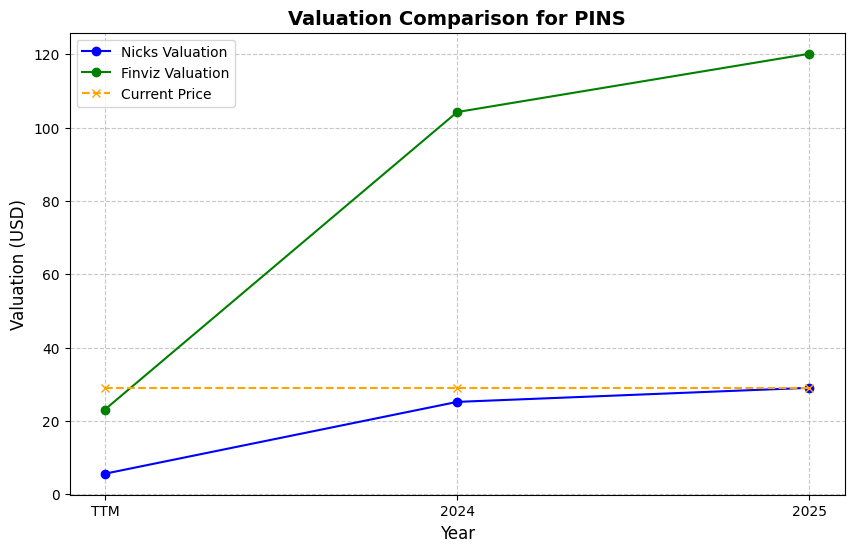 Valuation Comparison for PINS
Nicks Valuation
Finviz Valuation
Current Price
Valuation (USD)
120
100
80
60
40
20
0
TTM
2024
2025
Year